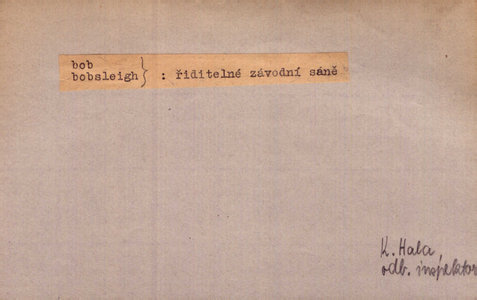 bob
bobsleigh } : řiditelné závodní sáně
K. Hala,
odb. inspektor